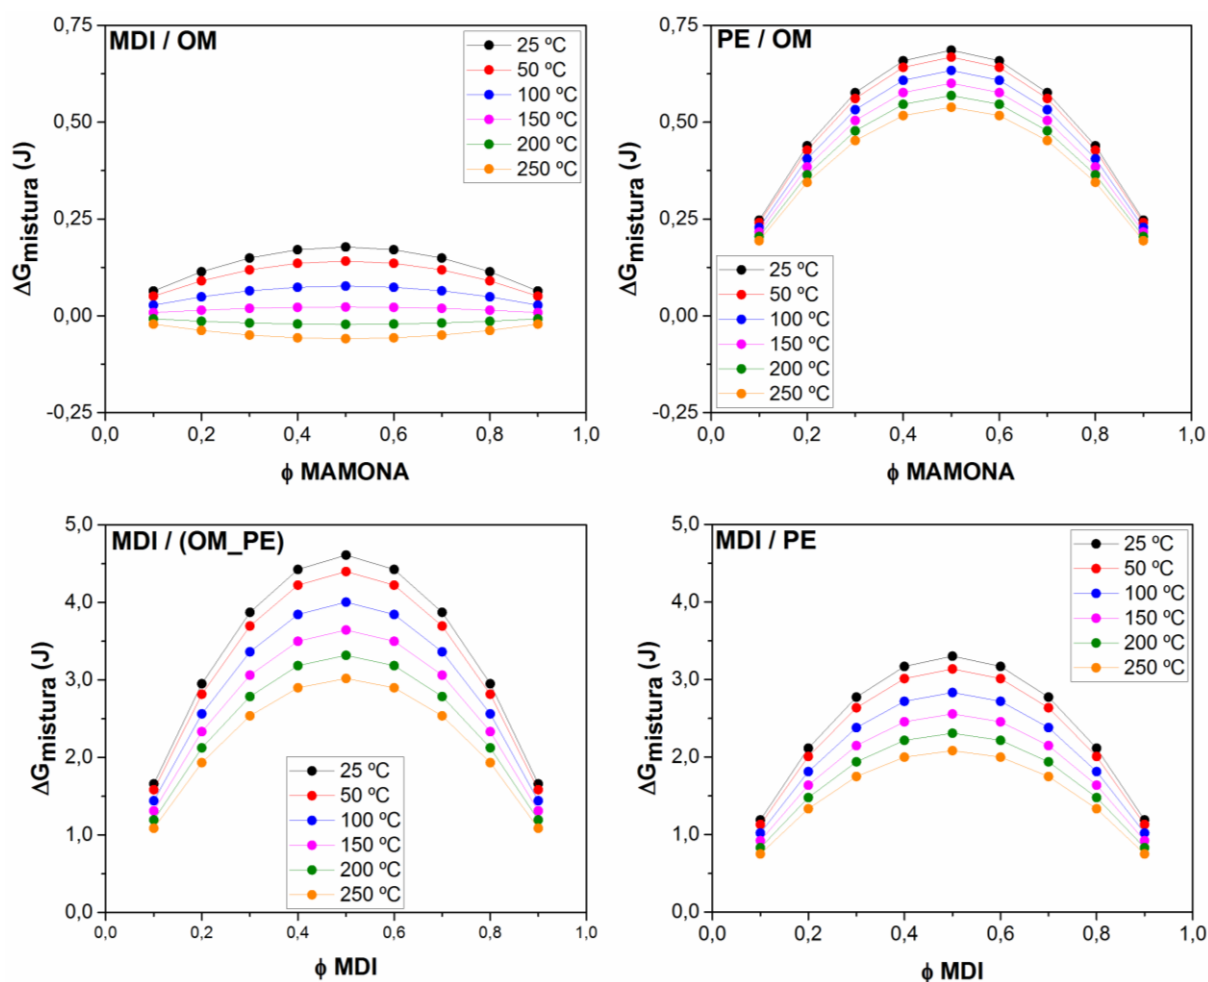 MDI / OM
ΔGmistura (J)
0,75
0,50
0,25
0,00
-0,25
25 ºC
50 ºC
100 ºC
150 ºC
200 ºC
250 ºC
0,0 0,2 0,4 0,6 0,8 1,0
ϕ MAMONA
PE / OM
ΔGmistura (J)
0,75
0,50
0,25
0,00
-0,25
25 ºC
50 ºC
100 ºC
150 ºC
200 ºC
250 ºC
0,0 0,2 0,4 0,6 0,8 1,0
ϕ MAMONA
MDI / (OM_PE)
ΔGmistura (J)
5,0
4,0
3,0
2,0
1,0
0,0
25 ºC
50 ºC
100 ºC
150 ºC
200 ºC
250 ºC
0,0 0,2 0,4 0,6 0,8 1,0
ϕ MDI
MDI / PE
ΔGmistura (J)
5,0
4,0
3,0
2,0
1,0
0,0
25 ºC
50 ºC
100 ºC
150 ºC
200 ºC
250 ºC
0,0 0,2 0,4 0,6 0,8 1,0
ϕ MDI